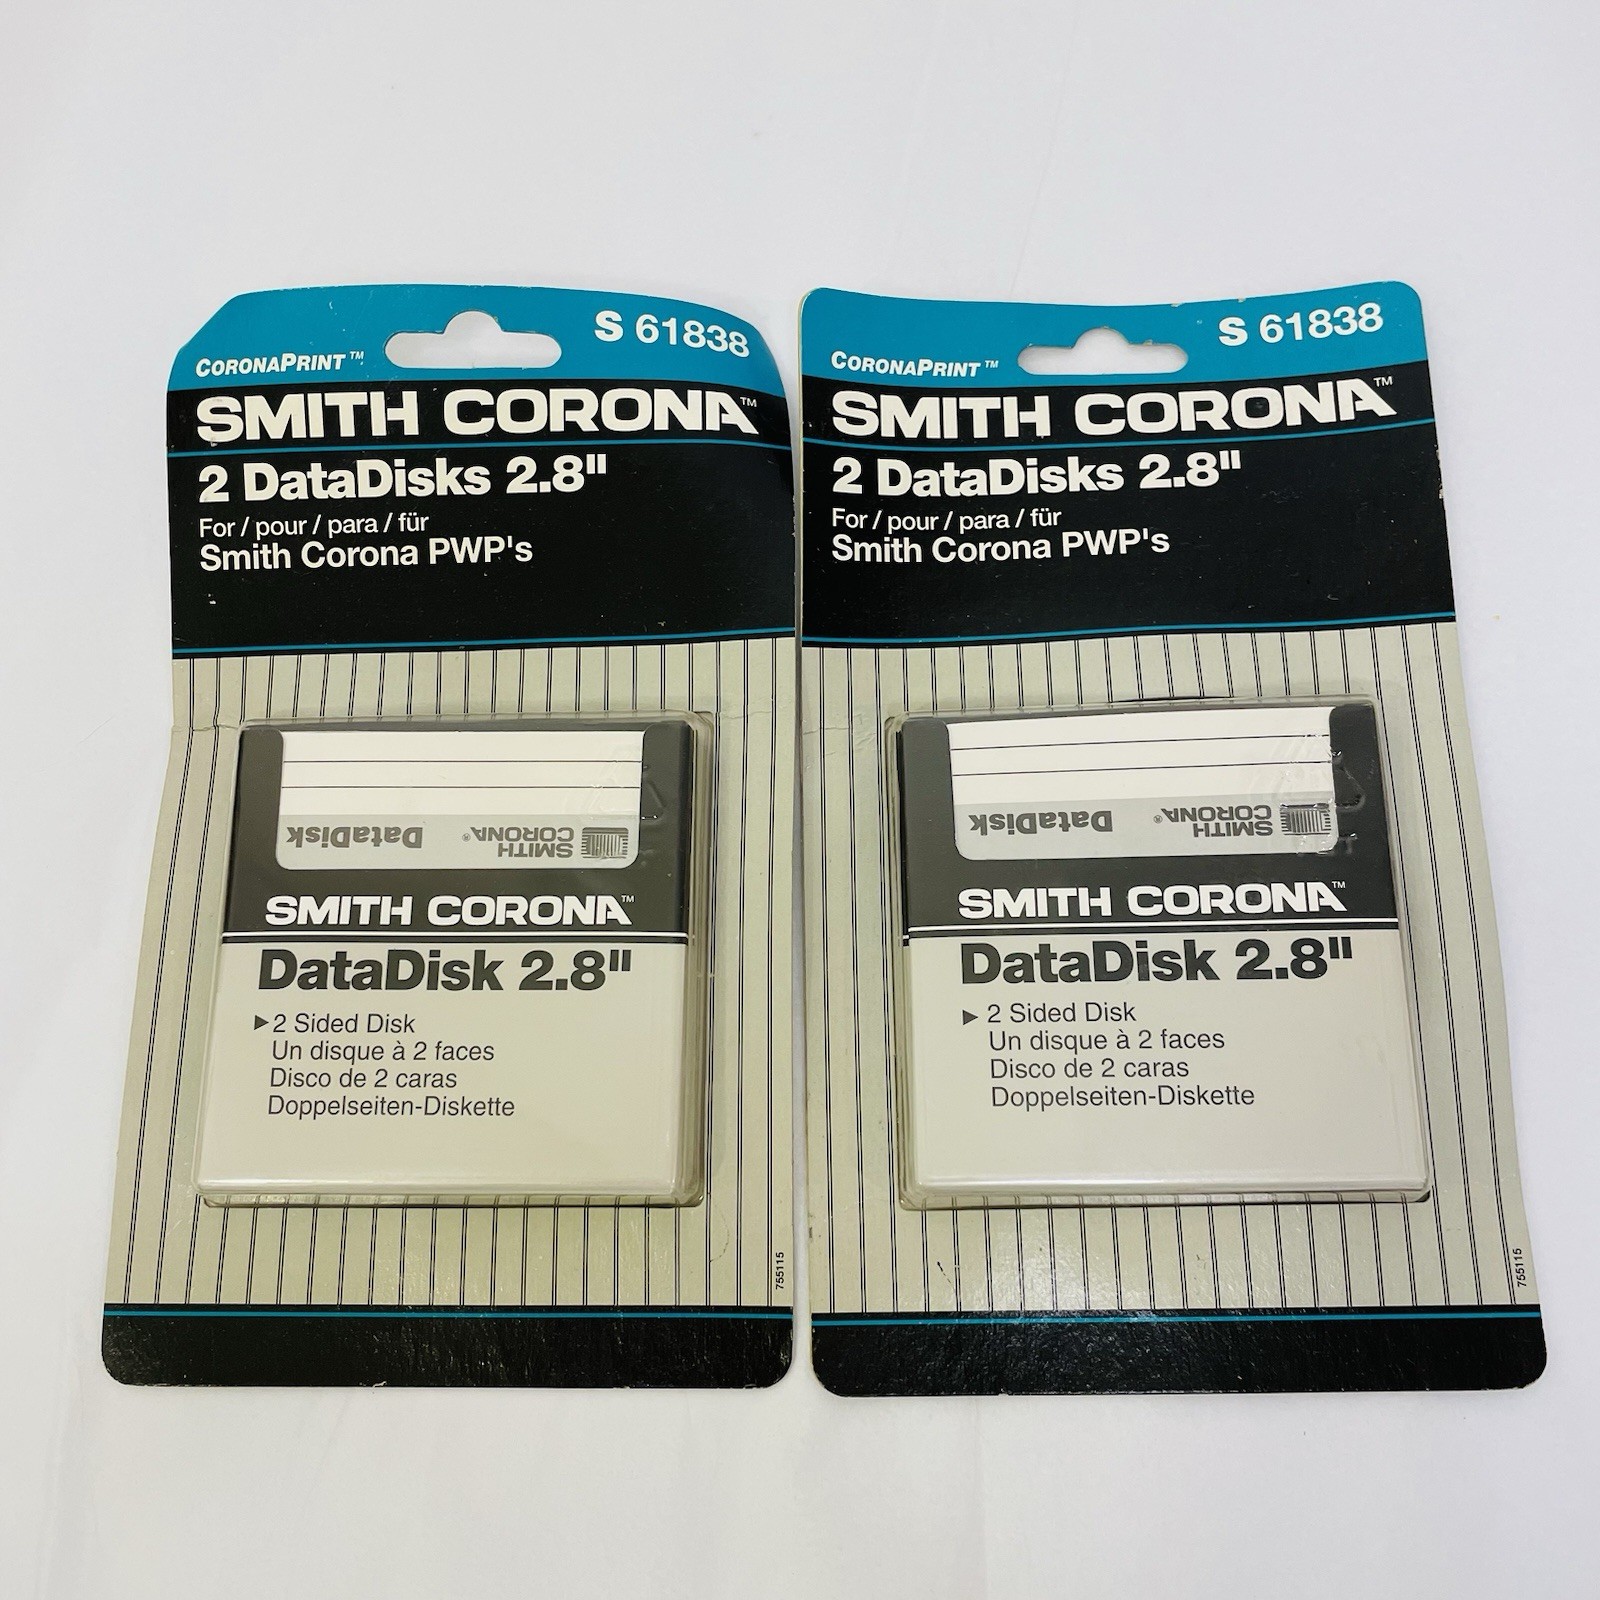 CORONAPRINT™
S 61838
SMITH CORONA™
2 DataDisks 2.8"
For / pour / para / für
Smith Corona PWP's
DataDisk
SMITH CORONA®
SMITH CORONA™
DataDisk 2.8"
▶ 2 Sided Disk
Un disque à 2 faces
Disco de 2 caras
Doppelseiten-Diskette
755115
CORONAPRINT™
S 61838
SMITH CORONA™
2 DataDisks 2.8"
For / pour / para / für
Smith Corona PWP's
DataDisk
SMITH CORONA®
SMITH CORONA™
DataDisk 2.8"
▶ 2 Sided Disk
Un disque à 2 faces
Disco de 2 caras
Doppelseiten-Diskette
755115